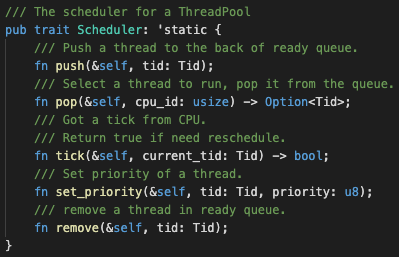 /// The scheduler for a ThreadPool
pub trait Scheduler: 'static {
    /// Push a thread to the back of ready queue.
    fn push(&self, tid: Tid);
    /// Select a thread to run, pop it from the queue.
    fn pop(&self, cpu_id: usize) -> Option<Tid>;
    /// Got a tick from CPU.
    /// Return true if need reschedule.
    fn tick(&self, current_tid: Tid) -> bool;
    /// Set priority of a thread.
    fn set_priority(&self, tid: Tid, priority: u8);
    /// remove a thread in ready queue.
    fn remove(&self, tid: Tid);
}